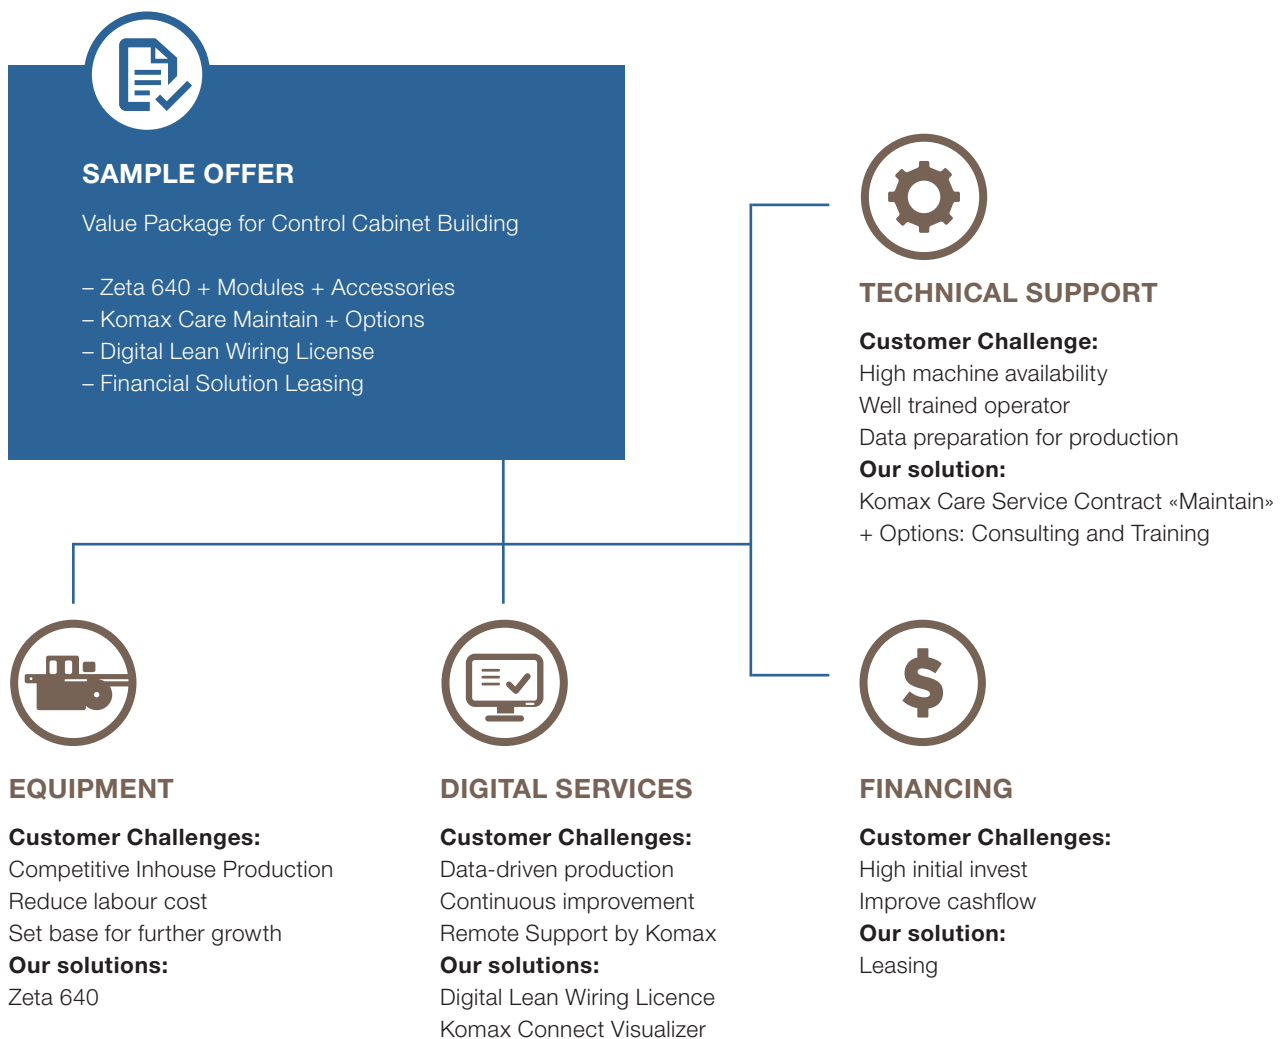 SAMPLE OFFER
Value Package for Control Cabinet Building
– Zeta 640 + Modules + Accessories
– Komax Care Maintain + Options
– Digital Lean Wiring License
– Financial Solution Leasing
TECHNICAL SUPPORT
Customer Challenge:
High machine availability
Well trained operator
Data preparation for production
Our solution:
Komax Care Service Contract «Maintain»
+ Options: Consulting and Training
EQUIPMENT
Customer Challenges:
Competitive Inhouse Production
Reduce labour cost
Set base for further growth
Our solutions:
Zeta 640
DIGITAL SERVICES
Customer Challenges:
Data-driven production
Continuous improvement
Remote Support by Komax
Our solutions:
Digital Lean Wiring Licence
Komax Connect Visualizer
$
FINANCING
Customer Challenges:
High initial invest
Improve cashflow
Our solution:
Leasing